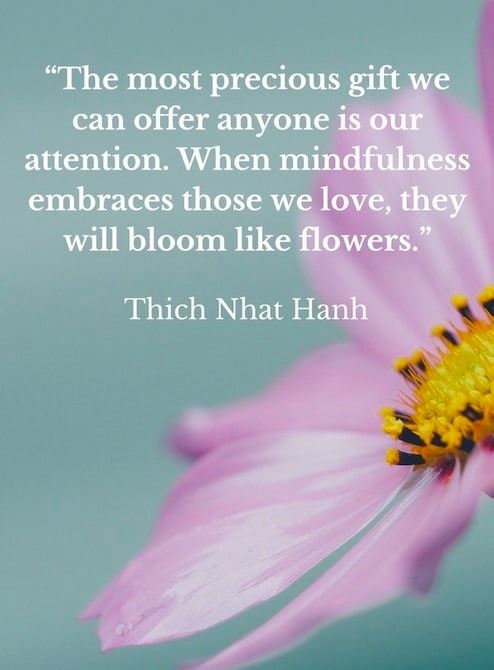 “The most precious gift we
can offer anyone is our
attention. When mindfulness
embraces those we love, they
will bloom like flowers.”
Thich Nhat Hanh